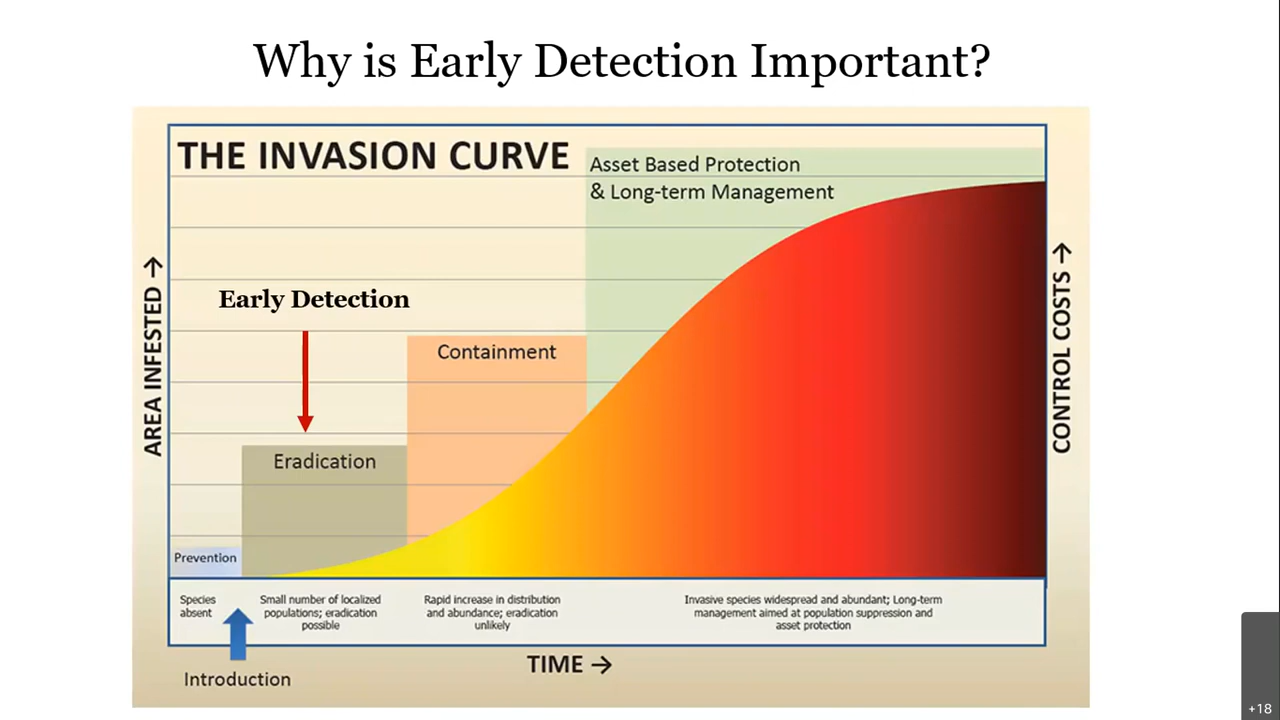 Why is Early Detection Important?
THE INVASION CURVE
Asset Based Protection
& Long-term Management
AREA INFESTED →
CONTROL COSTS →
Early Detection
Containment
Eradication
Prevention
Species
absent
Small number of localized
populations; eradication
possible
Rapid increase in distribution
and abundance; eradication
unlikely
Invasive species widespread and abundant; Long-term
management aimed at population suppression and
asset protection
TIME →
Introduction
+18